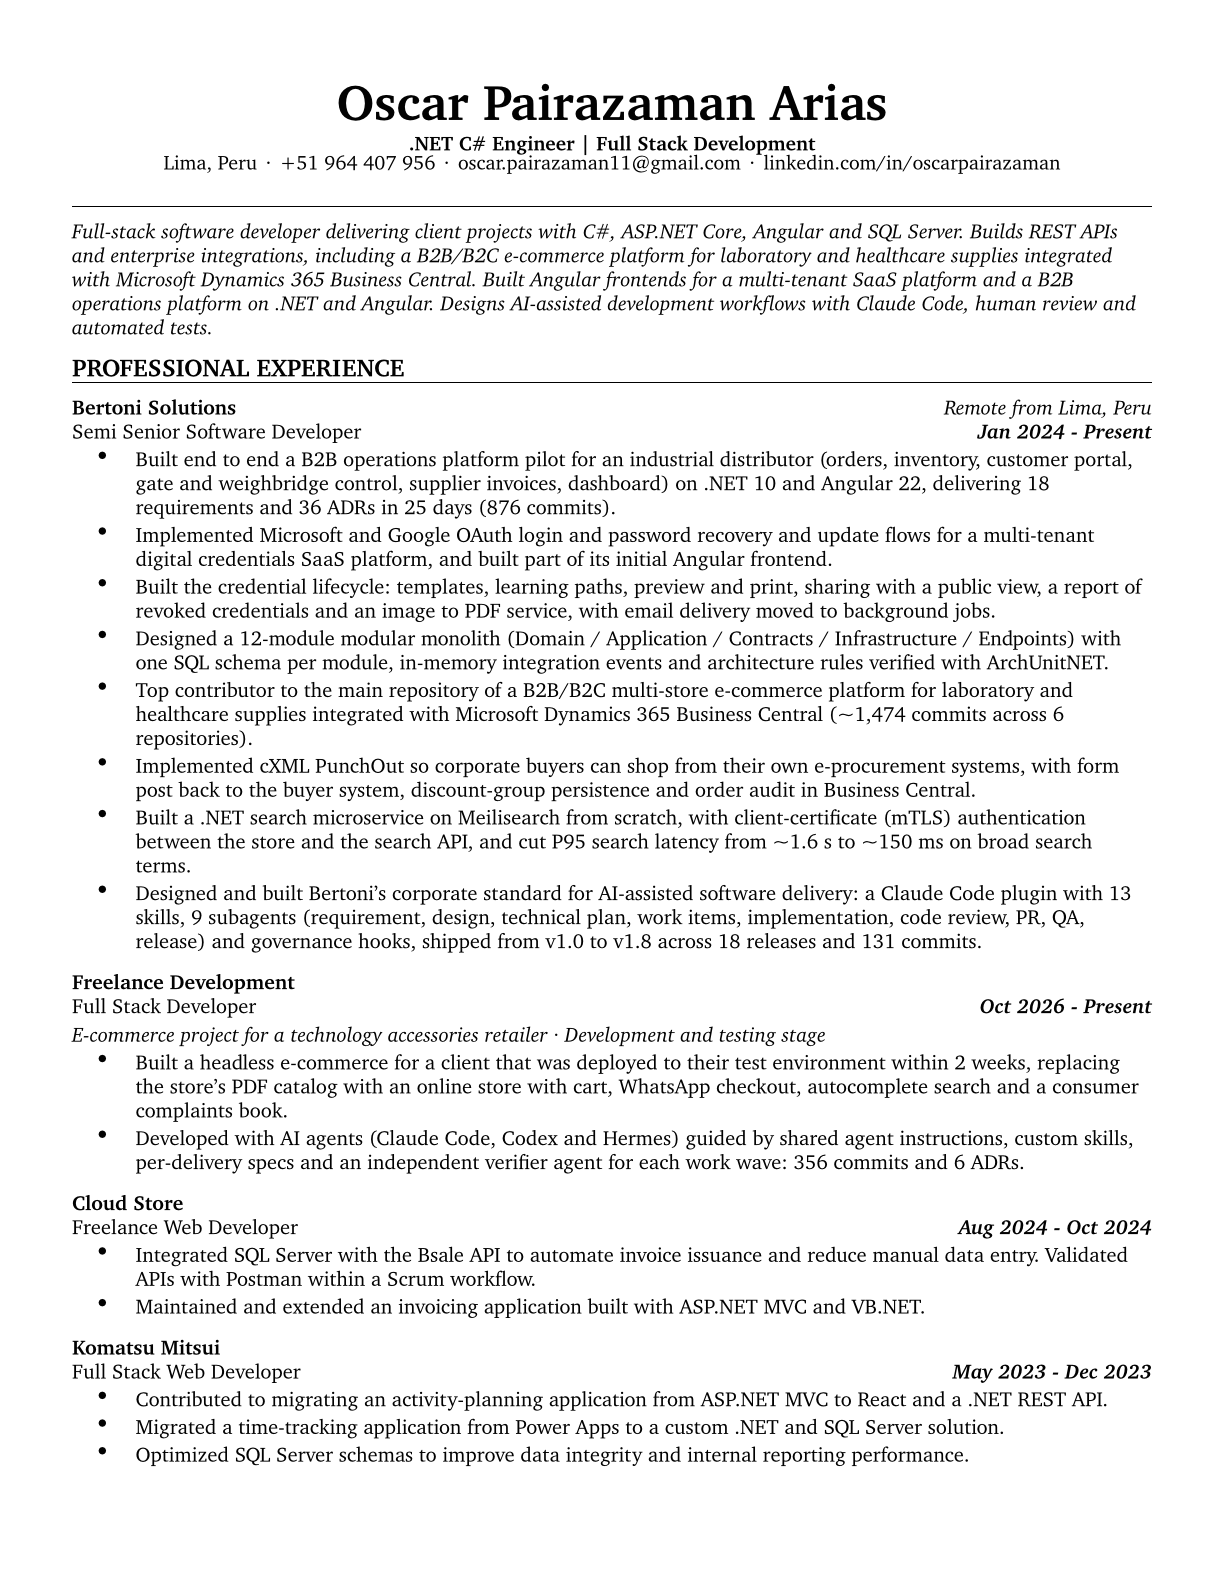 Oscar Pairazaman Arias
.NET C# Engineer | Full Stack Development
Lima, Peru · +51 964 407 956 · oscar.pairazaman11@gmail.com · linkedin.com/in/oscarpairazaman
Full-stack software developer delivering client projects with C#, ASP.NET Core, Angular and SQL Server. Builds REST APIs
and enterprise integrations, including a B2B/B2C e-commerce platform for laboratory and healthcare supplies integrated
with Microsoft Dynamics 365 Business Central. Built Angular frontends for a multi-tenant SaaS platform and a B2B
operations platform on .NET and Angular. Designs AI-assisted development workflows with Claude Code, human review and
automated tests.
PROFESSIONAL EXPERIENCE
Bertoni Solutions Remote from Lima, Peru
Semi Senior Software Developer Jan 2024 - Present
• Built end to end a B2B operations platform pilot for an industrial distributor (orders, inventory, customer portal,
gate and weighbridge control, supplier invoices, dashboard) on .NET 10 and Angular 22, delivering 18
requirements and 36 ADRs in 25 days (876 commits).
• Implemented Microsoft and Google OAuth login and password recovery and update flows for a multi-tenant
digital credentials SaaS platform, and built part of its initial Angular frontend.
• Built the credential lifecycle: templates, learning paths, preview and print, sharing with a public view, a report of
revoked credentials and an image to PDF service, with email delivery moved to background jobs.
• Designed a 12-module modular monolith (Domain / Application / Contracts / Infrastructure / Endpoints) with
one SQL schema per module, in-memory integration events and architecture rules verified with ArchUnitNET.
• Top contributor to the main repository of a B2B/B2C multi-store e-commerce platform for laboratory and
healthcare supplies integrated with Microsoft Dynamics 365 Business Central (~1,474 commits across 6
repositories).
• Implemented cXML PunchOut so corporate buyers can shop from their own e-procurement systems, with form
post back to the buyer system, discount-group persistence and order audit in Business Central.
• Built a .NET search microservice on Meilisearch from scratch, with client-certificate (mTLS) authentication
between the store and the search API, and cut P95 search latency from ~1.6 s to ~150 ms on broad search
terms.
• Designed and built Bertoni's corporate standard for AI-assisted software delivery: a Claude Code plugin with 13
skills, 9 subagents (requirement, design, technical plan, work items, implementation, code review, PR, QA,
release) and governance hooks, shipped from v1.0 to v1.8 across 18 releases and 131 commits.
Freelance Development
Full Stack Developer Oct 2026 - Present
E-commerce project for a technology accessories retailer · Development and testing stage
• Built a headless e-commerce for a client that was deployed to their test environment within 2 weeks, replacing
the store's PDF catalog with an online store with cart, WhatsApp checkout, autocomplete search and a consumer
complaints book.
• Developed with AI agents (Claude Code, Codex and Hermes) guided by shared agent instructions, custom skills,
per-delivery specs and an independent verifier agent for each work wave: 356 commits and 6 ADRs.
Cloud Store
Freelance Web Developer Aug 2024 - Oct 2024
• Integrated SQL Server with the Bsale API to automate invoice issuance and reduce manual data entry. Validated
APIs with Postman within a Scrum workflow.
• Maintained and extended an invoicing application built with ASP.NET MVC and VB.NET.
Komatsu Mitsui
Full Stack Web Developer May 2023 - Dec 2023
• Contributed to migrating an activity-planning application from ASP.NET MVC to React and a .NET REST API.
• Migrated a time-tracking application from Power Apps to a custom .NET and SQL Server solution.
• Optimized SQL Server schemas to improve data integrity and internal reporting performance.